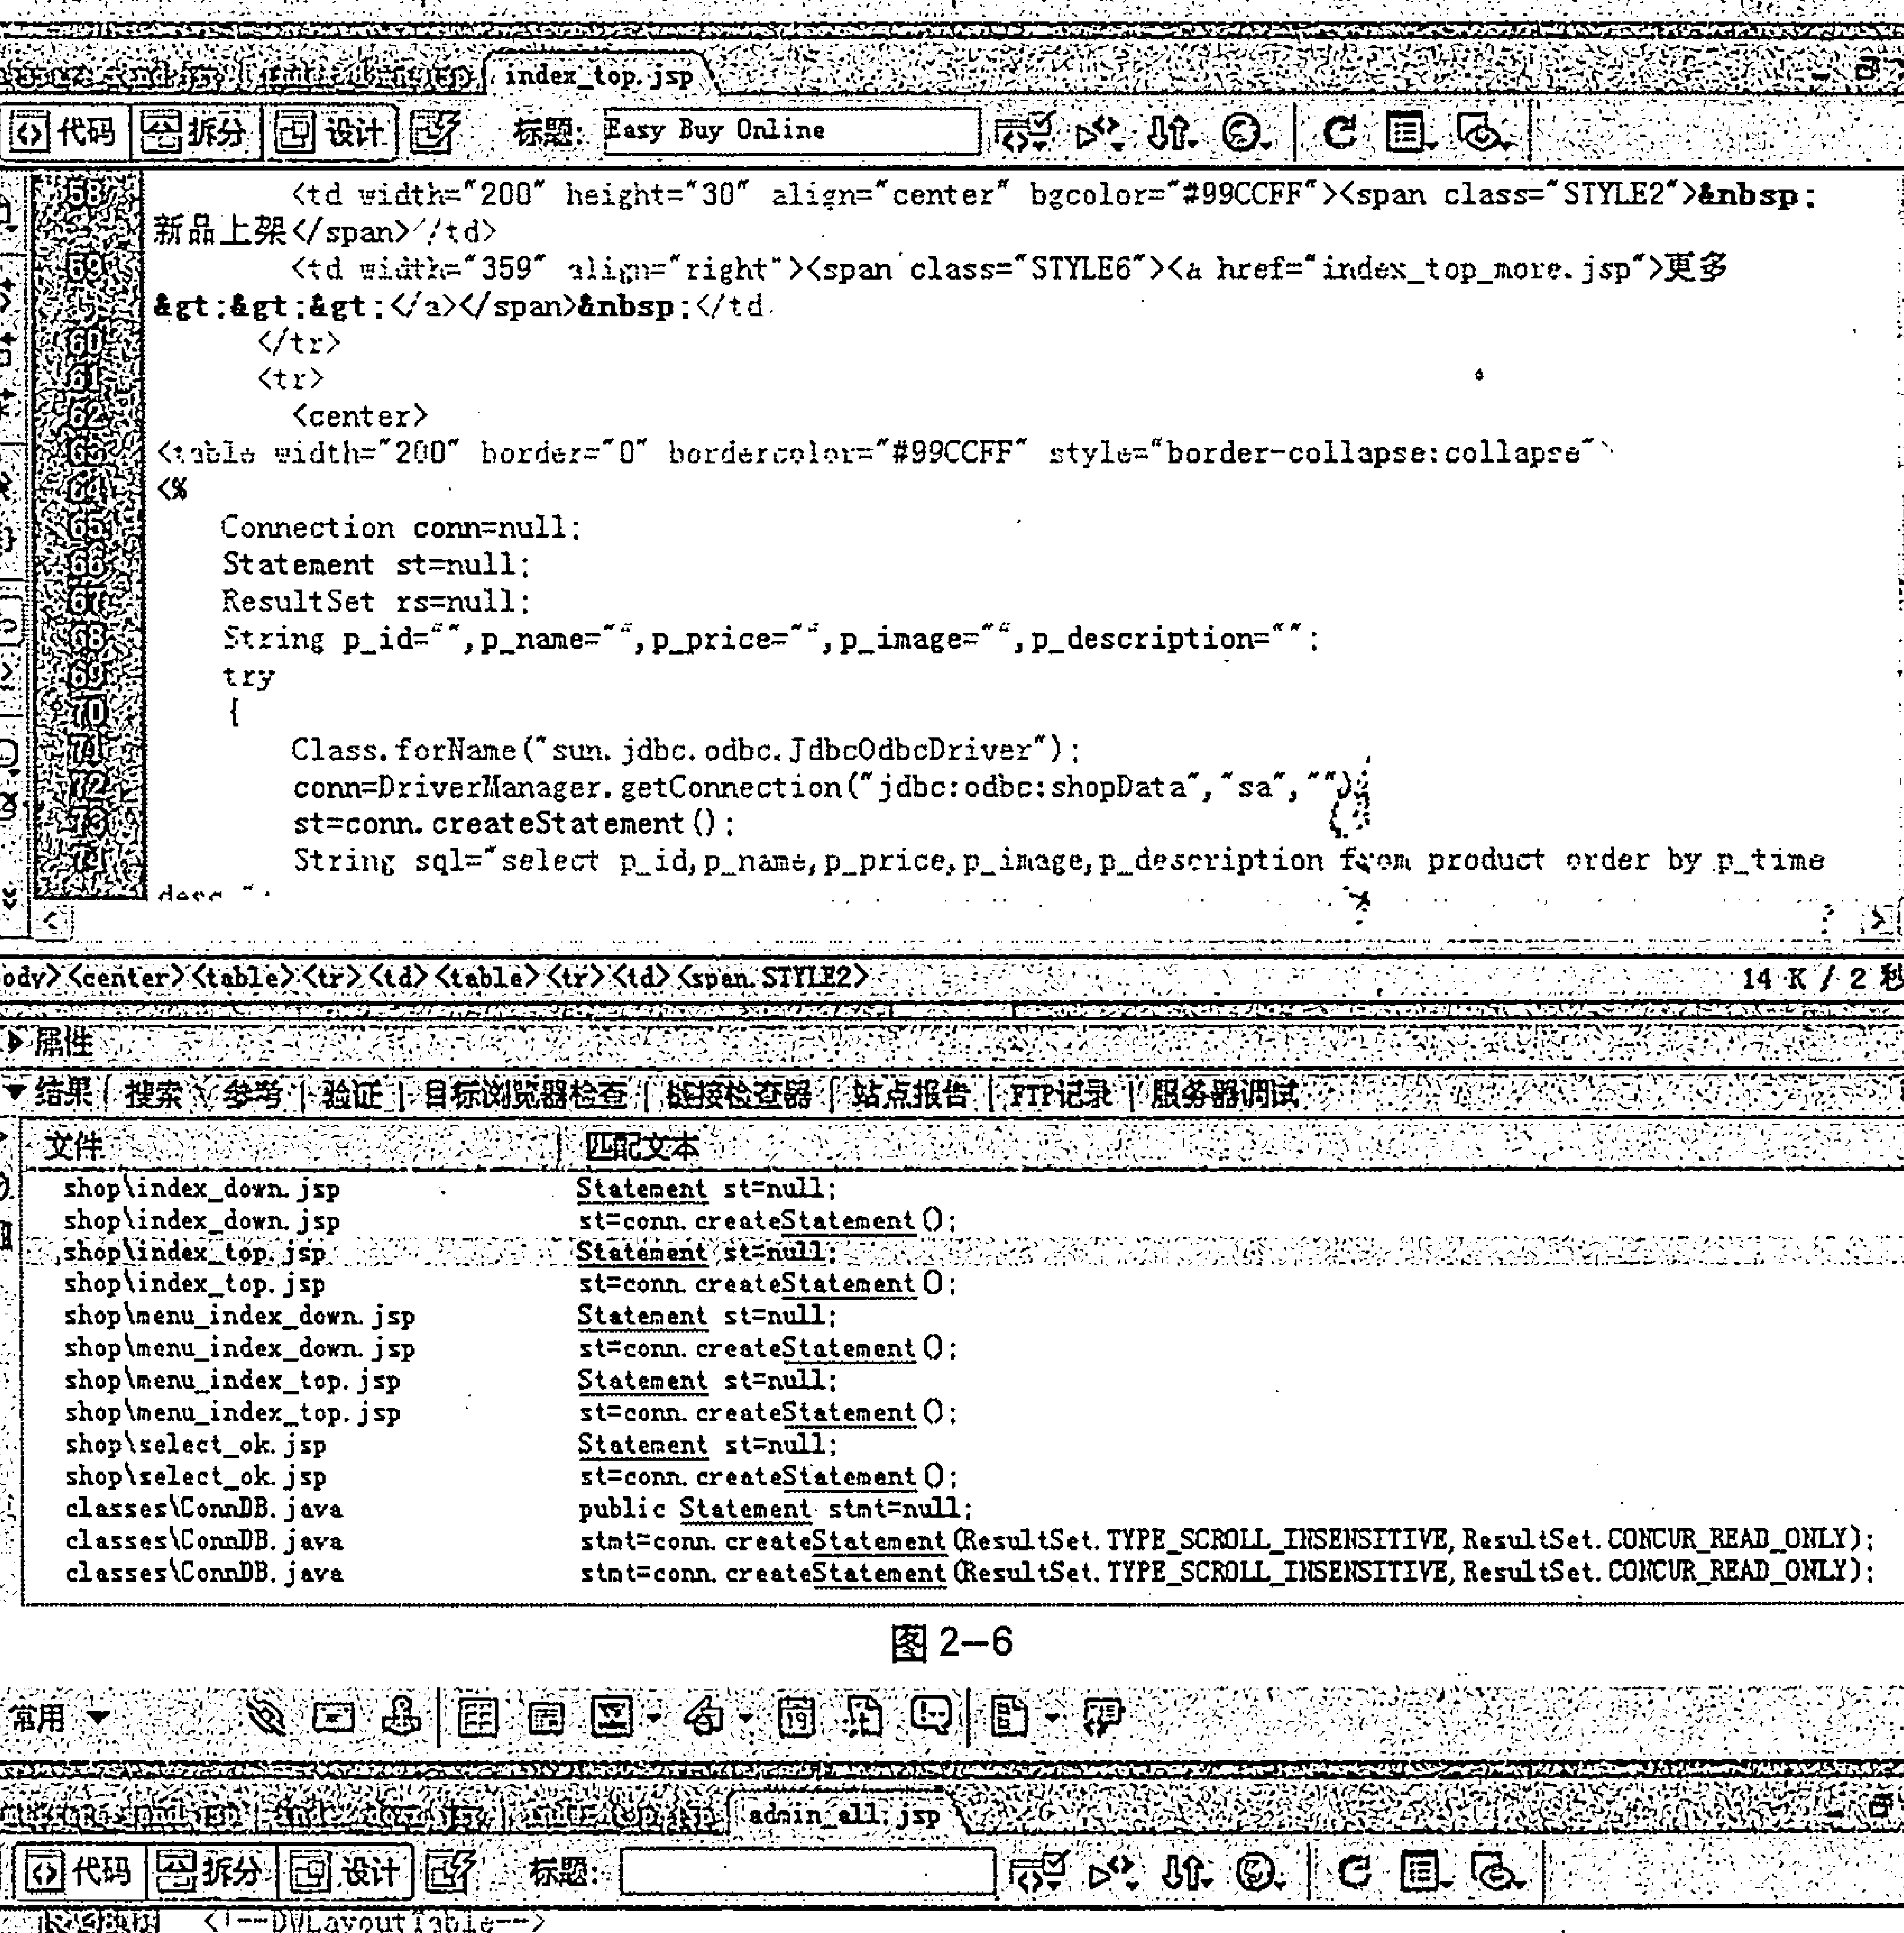 index_top.jsp
代码 拆分 设计 标题: Easy Buy Online
58 <td width="200" height="30" align="center" bgcolor="#99CCFF"><span class="STYLE2">&nbsp;
新品上架</span></td>
59 <td width="359" align="right"><span class="STYLE6"><a href="index_top_more.jsp">更多
&gt;&gt;&gt;</a></span>&nbsp;</td
60 </tr>
61 <tr>
62 <center>
63 <table width="200" border="0" bordercolor="#99CCFF" style="border-collapse:collapse"
64 <%
65 Connection conn=null;
66 Statement st=null;
67 ResultSet rs=null;
68 String p_id="",p_name="",p_price="",p_image="",p_description="";
69 try
70 {
71 Class.forName("sun.jdbc.odbc.JdbcOdbcDriver");
72 conn=DriverManager.getConnection("jdbc:odbc:shopData","sa","");
73 st=conn.createStatement();
74 String sql="select p_id,p_name,p_price,p_image,p_description from product order by p_time
desc ";
ody><center><table><tr><td><table><tr><td><span.STYLE2> 14 K / 2 秒
属性
结果 搜索 参考 验证 目标浏览器检查 链接检查器 站点报告 FTP记录 服务器调试
文件 匹配文本
shop\index_down.jsp Statement st=null;
shop\index_down.jsp st=conn.createStatement();
shop\index_top.jsp Statement st=null;
shop\index_top.jsp st=conn.createStatement();
shop\menu_index_down.jsp Statement st=null;
shop\menu_index_down.jsp st=conn.createStatement();
shop\menu_index_top.jsp Statement st=null;
shop\menu_index_top.jsp st=conn.createStatement();
shop\select_ok.jsp Statement st=null;
shop\select_ok.jsp st=conn.createStatement();
classes\ConnDB.java public Statement stmt=null;
classes\ConnDB.java stmt=conn.createStatement(ResultSet.TYPE_SCROLL_INSENSITIVE,ResultSet.CONCUR_READ_ONLY);
classes\ConnDB.java stmt=conn.createStatement(ResultSet.TYPE_SCROLL_INSENSITIVE,ResultSet.CONCUR_READ_ONLY);
图 2-6
常用
admin_all.jsp
代码 拆分 设计 标题:
<!--DWLayoutTable-->